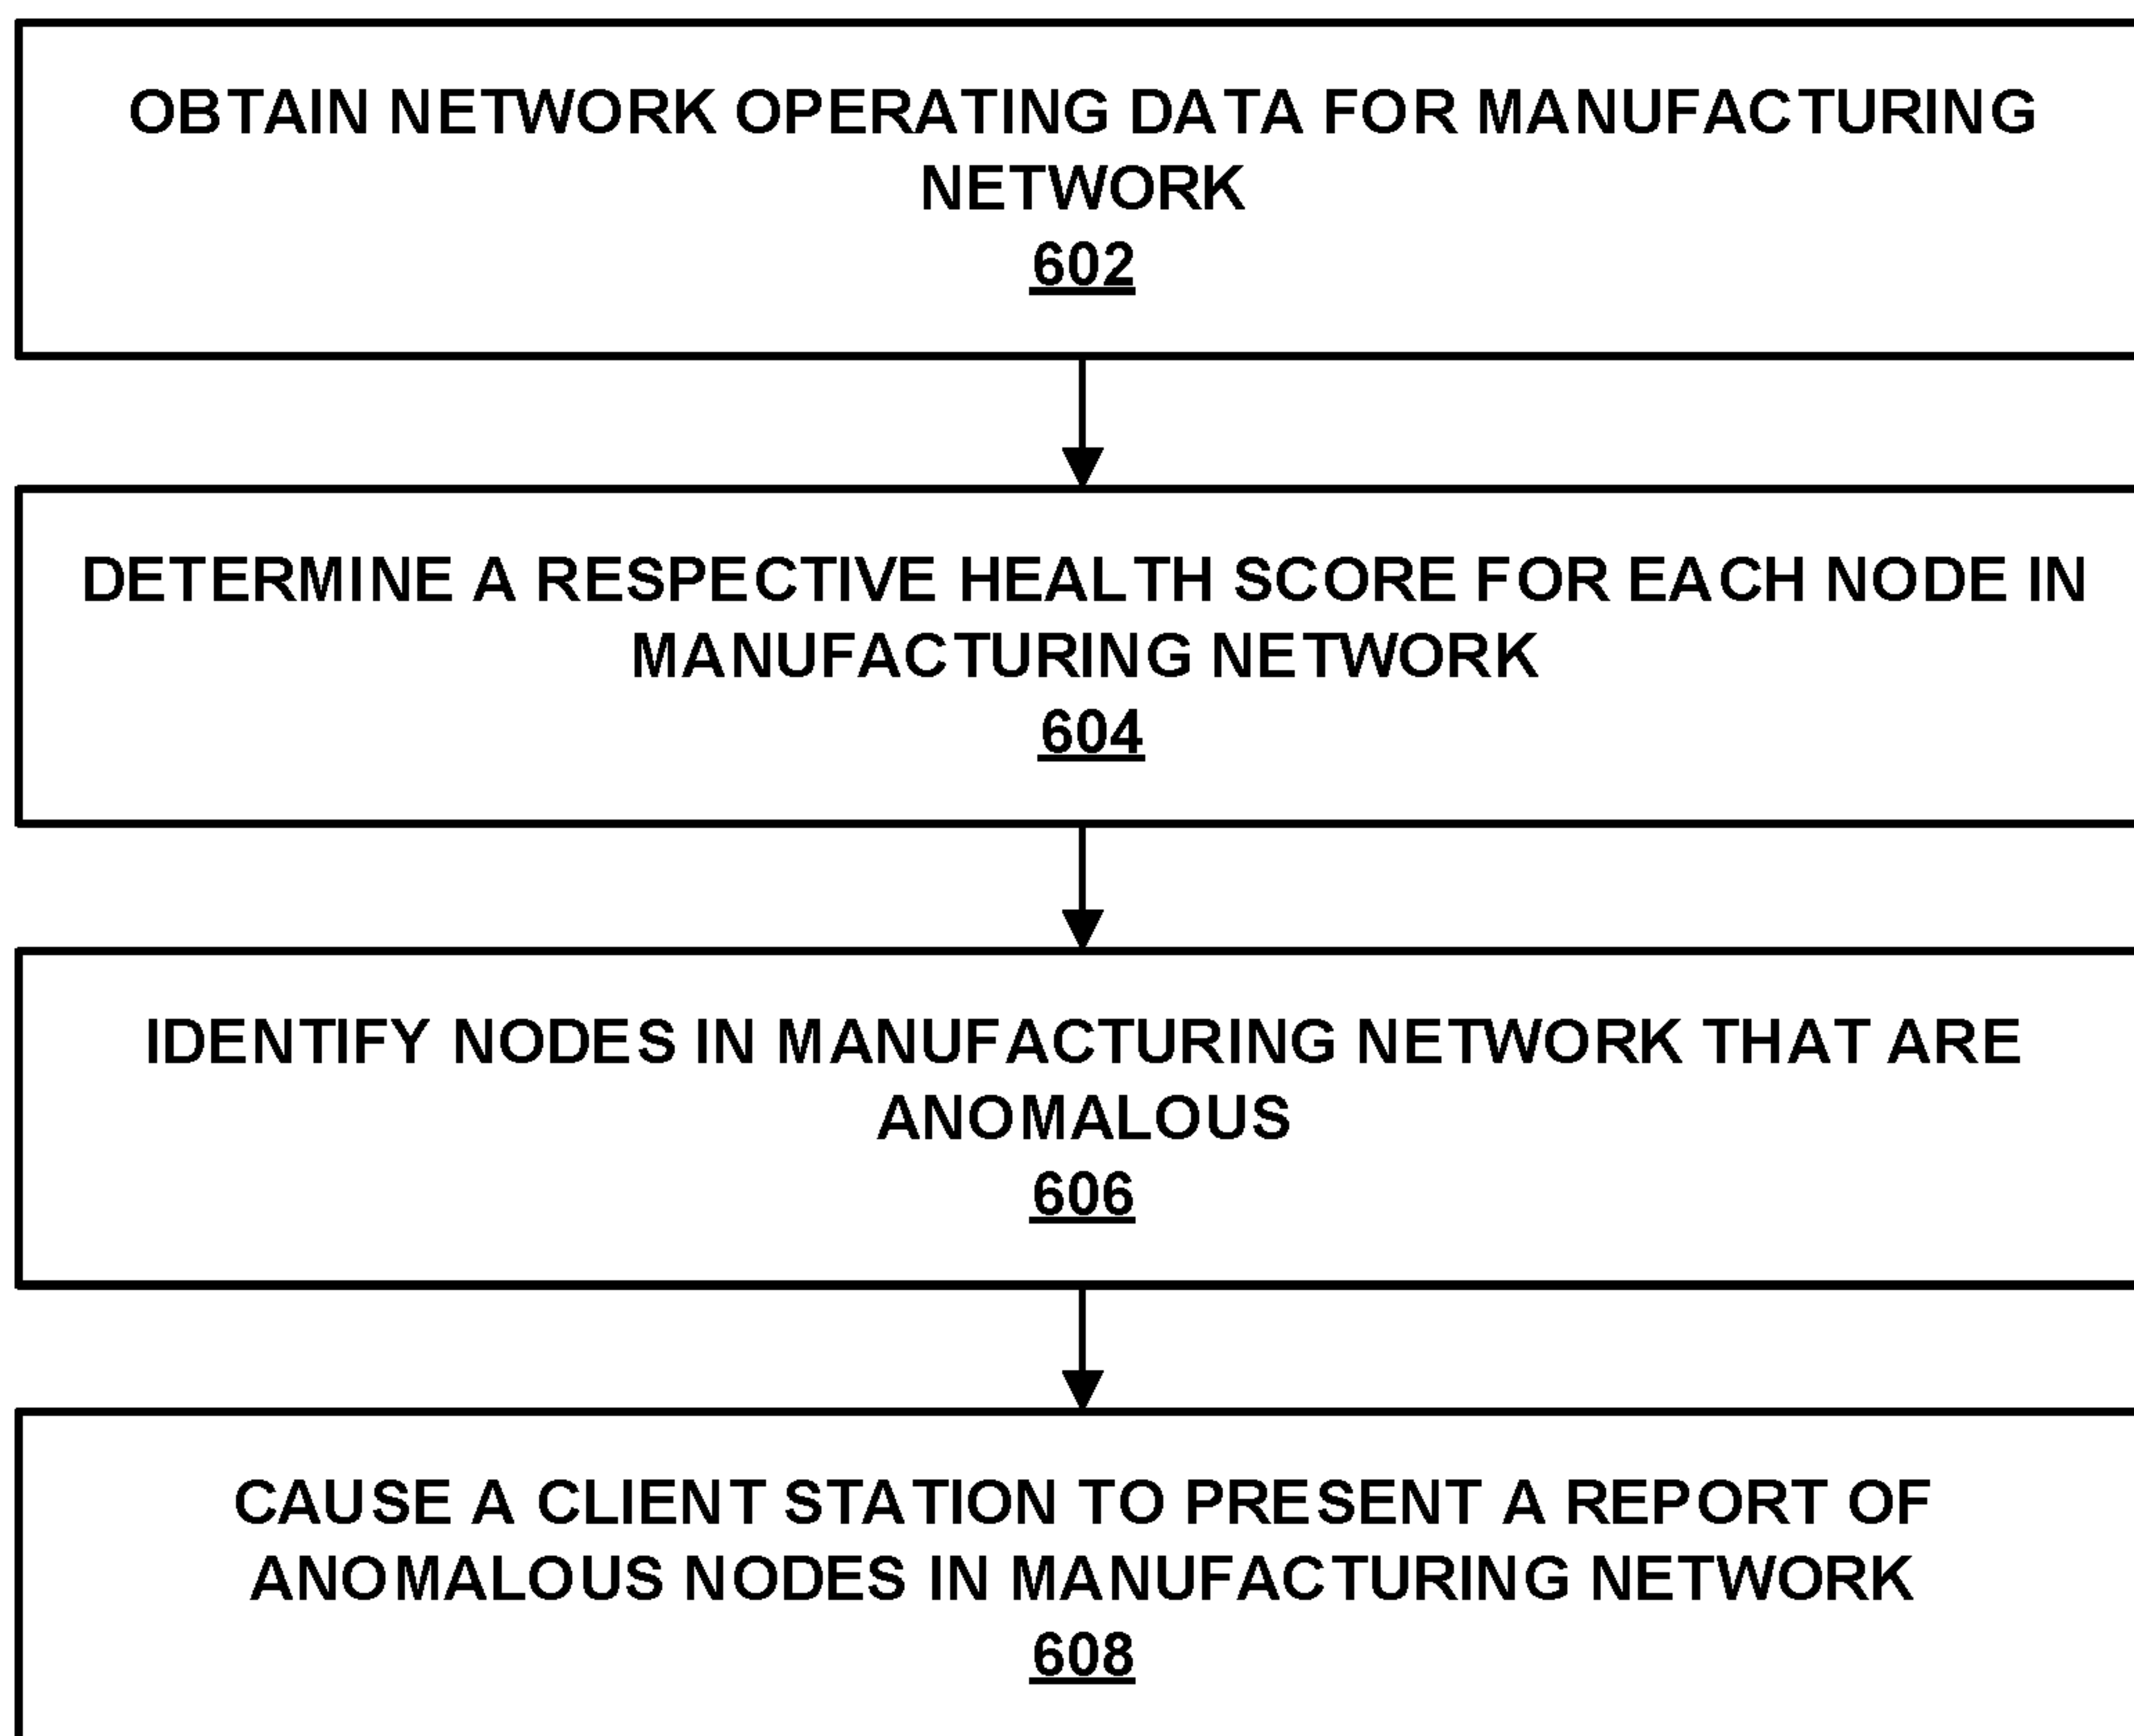 OBTAIN NETWORK OPERATING DATA FOR MANUFACTURING
NETWORK
602
DETERMINE A RESPECTIVE HEALTH SCORE FOR EACH NODE IN
MANUFACTURING NETWORK
604
IDENTIFY NODES IN MANUFACTURING NETWORK THAT ARE
ANOMALOUS
606
CAUSE A CLIENT STATION TO PRESENT A REPORT OF
ANOMALOUS NODES IN MANUFACTURING NETWORK
608